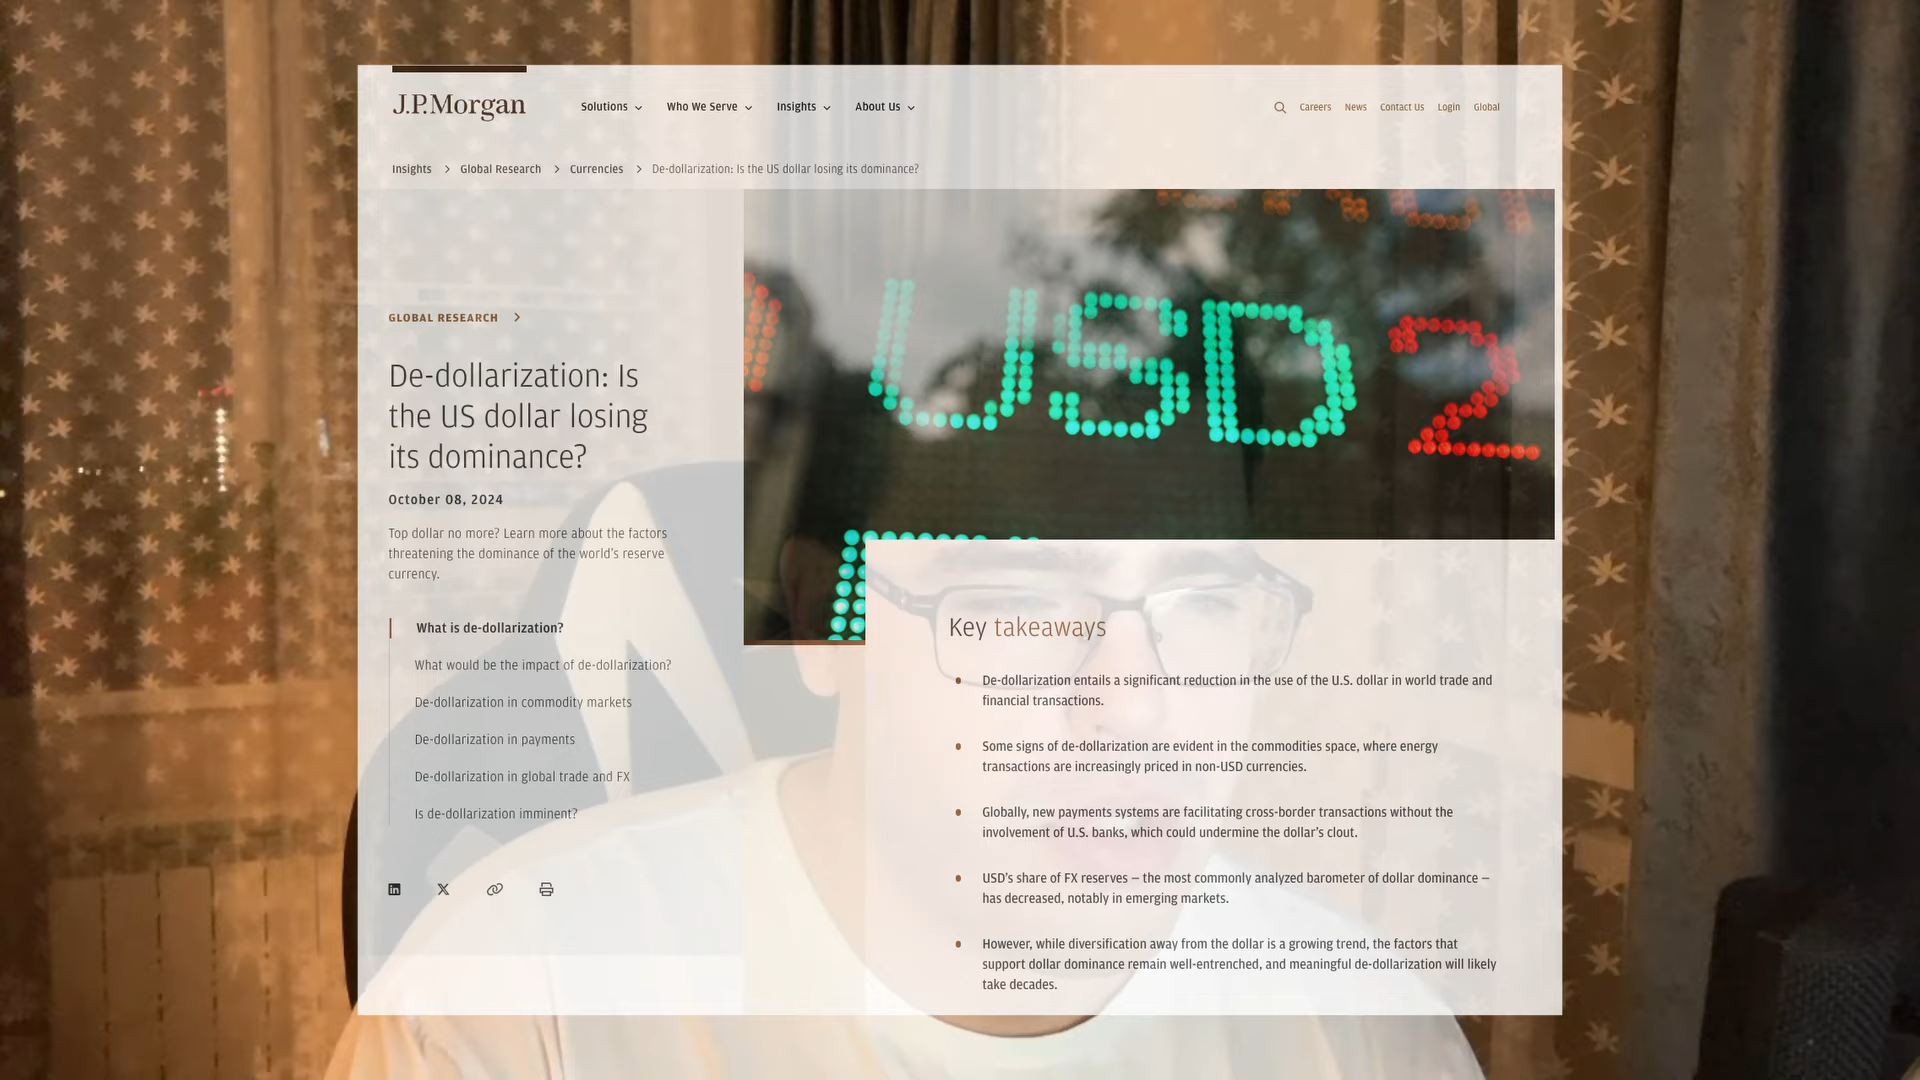 J.P.Morgan
Solutions
Who We Serve
Insights
About Us
Careers
News
Contact Us
Login
Global
Insights > Global Research > Currencies > De-dollarization: Is the US dollar losing its dominance?
USD 2
GLOBAL RESEARCH >
De-dollarization: Is
the US dollar losing
its dominance?
October 08, 2024
Top dollar no more? Learn more about the factors
threatening the dominance of the world's reserve
currency.
What is de-dollarization?
What would be the impact of de-dollarization?
De-dollarization in commodity markets
De-dollarization in payments
De-dollarization in global trade and FX
Is de-dollarization imminent?
Key takeaways
De-dollarization entails a significant reduction in the use of the U.S. dollar in world trade and
financial transactions.
Some signs of de-dollarization are evident in the commodities space, where energy
transactions are increasingly priced in non-USD currencies.
Globally, new payments systems are facilitating cross-border transactions without the
involvement of U.S. banks, which could undermine the dollar's clout.
USD's share of FX reserves – the most commonly analyzed barometer of dollar dominance –
has decreased, notably in emerging markets.
However, while diversification away from the dollar is a growing trend, the factors that
support dollar dominance remain well-entrenched, and meaningful de-dollarization will likely
take decades.